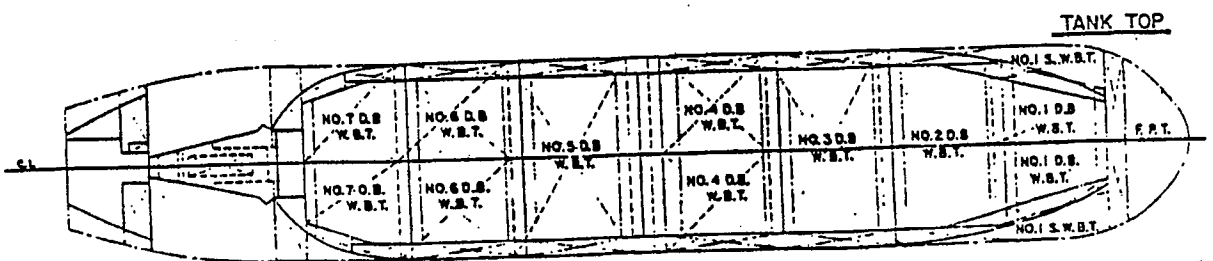 TANK TOP
NO.1 S.W.B.T.
NO.7 D.B
W.B.T.
NO.6 D.B
W.B.T.
NO.5 D.B
W.B.T.
NO.4 D.B
W.B.T.
NO.3 D.B
W.B.T.
NO.2 D.B
W.B.T.
NO.1 D.B
W.B.T.
F.P.T.
C.L
NO.7 D.B.
W.B.T.
NO.6 D.B.
W.B.T.
NO.4 D.B.
W.B.T.
NO.1 D.B.
W.B.T.
NO.1 S.W.B.T.